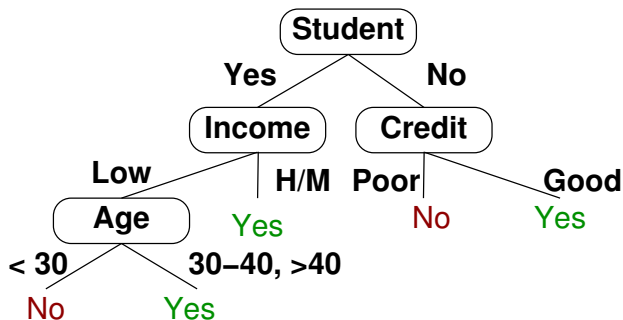 Student
Yes No
Income Credit
Low H/M Poor Good
Age Yes No Yes
< 30 30–40, >40
No Yes